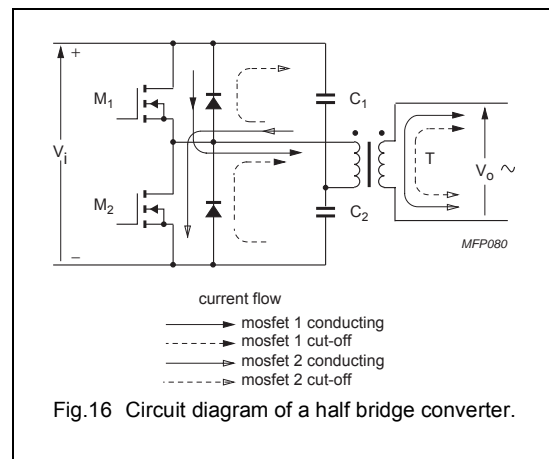 +
M1
C1
Vi
T
Vo ∼
M2
C2
−
MFP080
current flow
mosfet 1 conducting
mosfet 1 cut-off
mosfet 2 conducting
mosfet 2 cut-off
Fig.16 Circuit diagram of a half bridge converter.